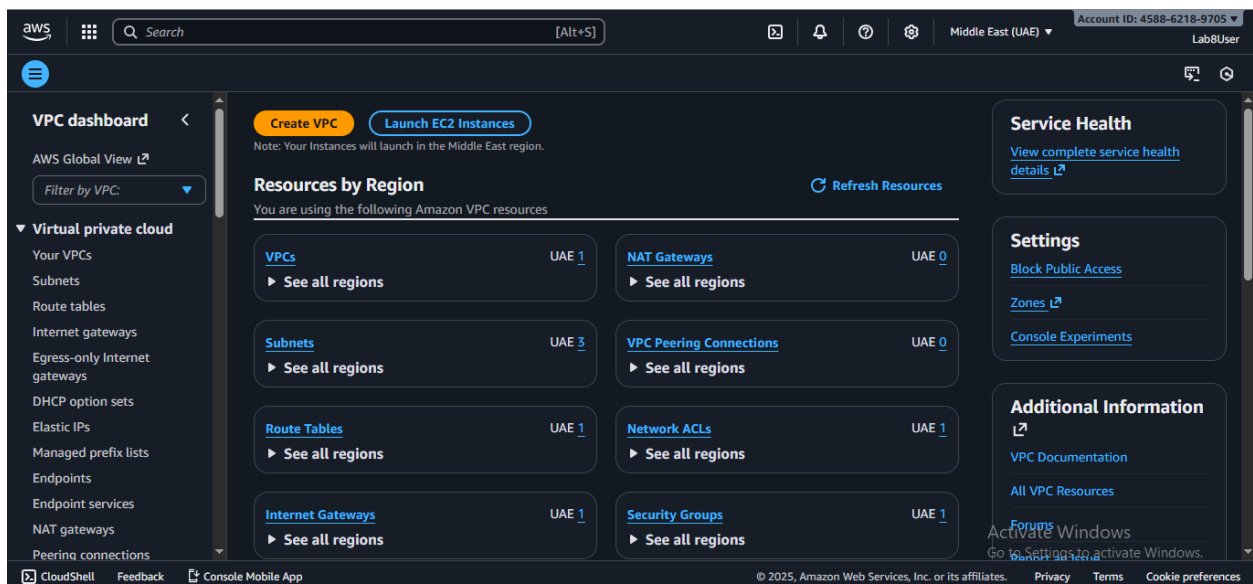 aws
Search [Alt+S]
Middle East (UAE) ▼
Account ID: 4588-6218-9705 ▼
Lab8User
VPC dashboard
AWS Global View
Filter by VPC:
Virtual private cloud
Your VPCs
Subnets
Route tables
Internet gateways
Egress-only Internet
gateways
DHCP option sets
Elastic IPs
Managed prefix lists
Endpoints
Endpoint services
NAT gateways
Peering connections
Create VPC
Launch EC2 Instances
Note: Your Instances will launch in the Middle East region.
Resources by Region
Refresh Resources
You are using the following Amazon VPC resources
VPCs UAE 1
See all regions
NAT Gateways UAE 0
See all regions
Subnets UAE 3
See all regions
VPC Peering Connections UAE 0
See all regions
Route Tables UAE 1
See all regions
Network ACLs UAE 1
See all regions
Internet Gateways UAE 1
See all regions
Security Groups UAE 1
See all regions
Service Health
View complete service health
details
Settings
Block Public Access
Zones
Console Experiments
Additional Information
VPC Documentation
All VPC Resources
Forums
Report an Issue
Activate Windows
Go to Settings to activate Windows.
CloudShell Feedback Console Mobile App
© 2025, Amazon Web Services, Inc. or its affiliates. Privacy Terms Cookie preferences